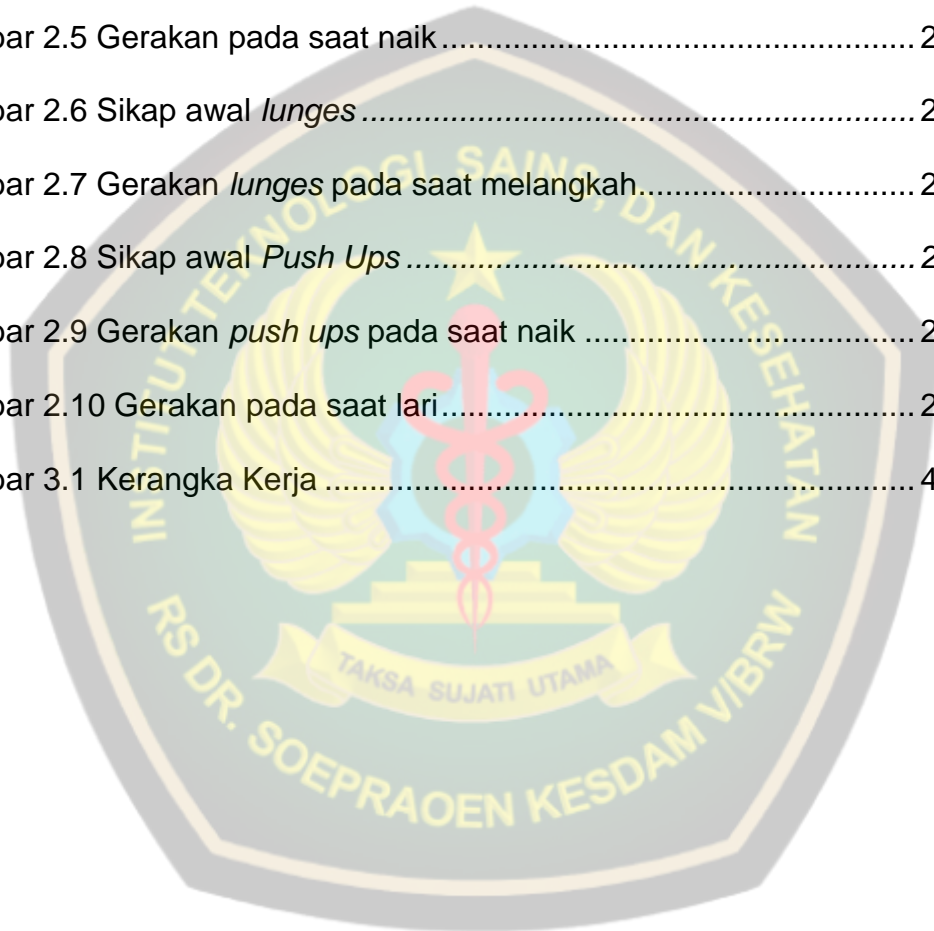 bar 2.5 Gerakan pada saat naik ........................................................ 2
bar 2.6 Sikap awal lunges ................................................................. 2
bar 2.7 Gerakan lunges pada saat melangkah................................. 2
bar 2.8 Sikap awal Push Ups ............................................................ 2
bar 2.9 Gerakan push ups pada saat naik ....................................... 2
bar 2.10 Gerakan pada saat lari........................................................ 2
bar 3.1 Kerangka Kerja ...................................................................... 4
INSTITUT TEKNOLOGI, SAINS, DAN KESEHATAN
TAKSA SUJATI UTAMA
RS DR. SOEPRAOEN KESDAM V/BRW